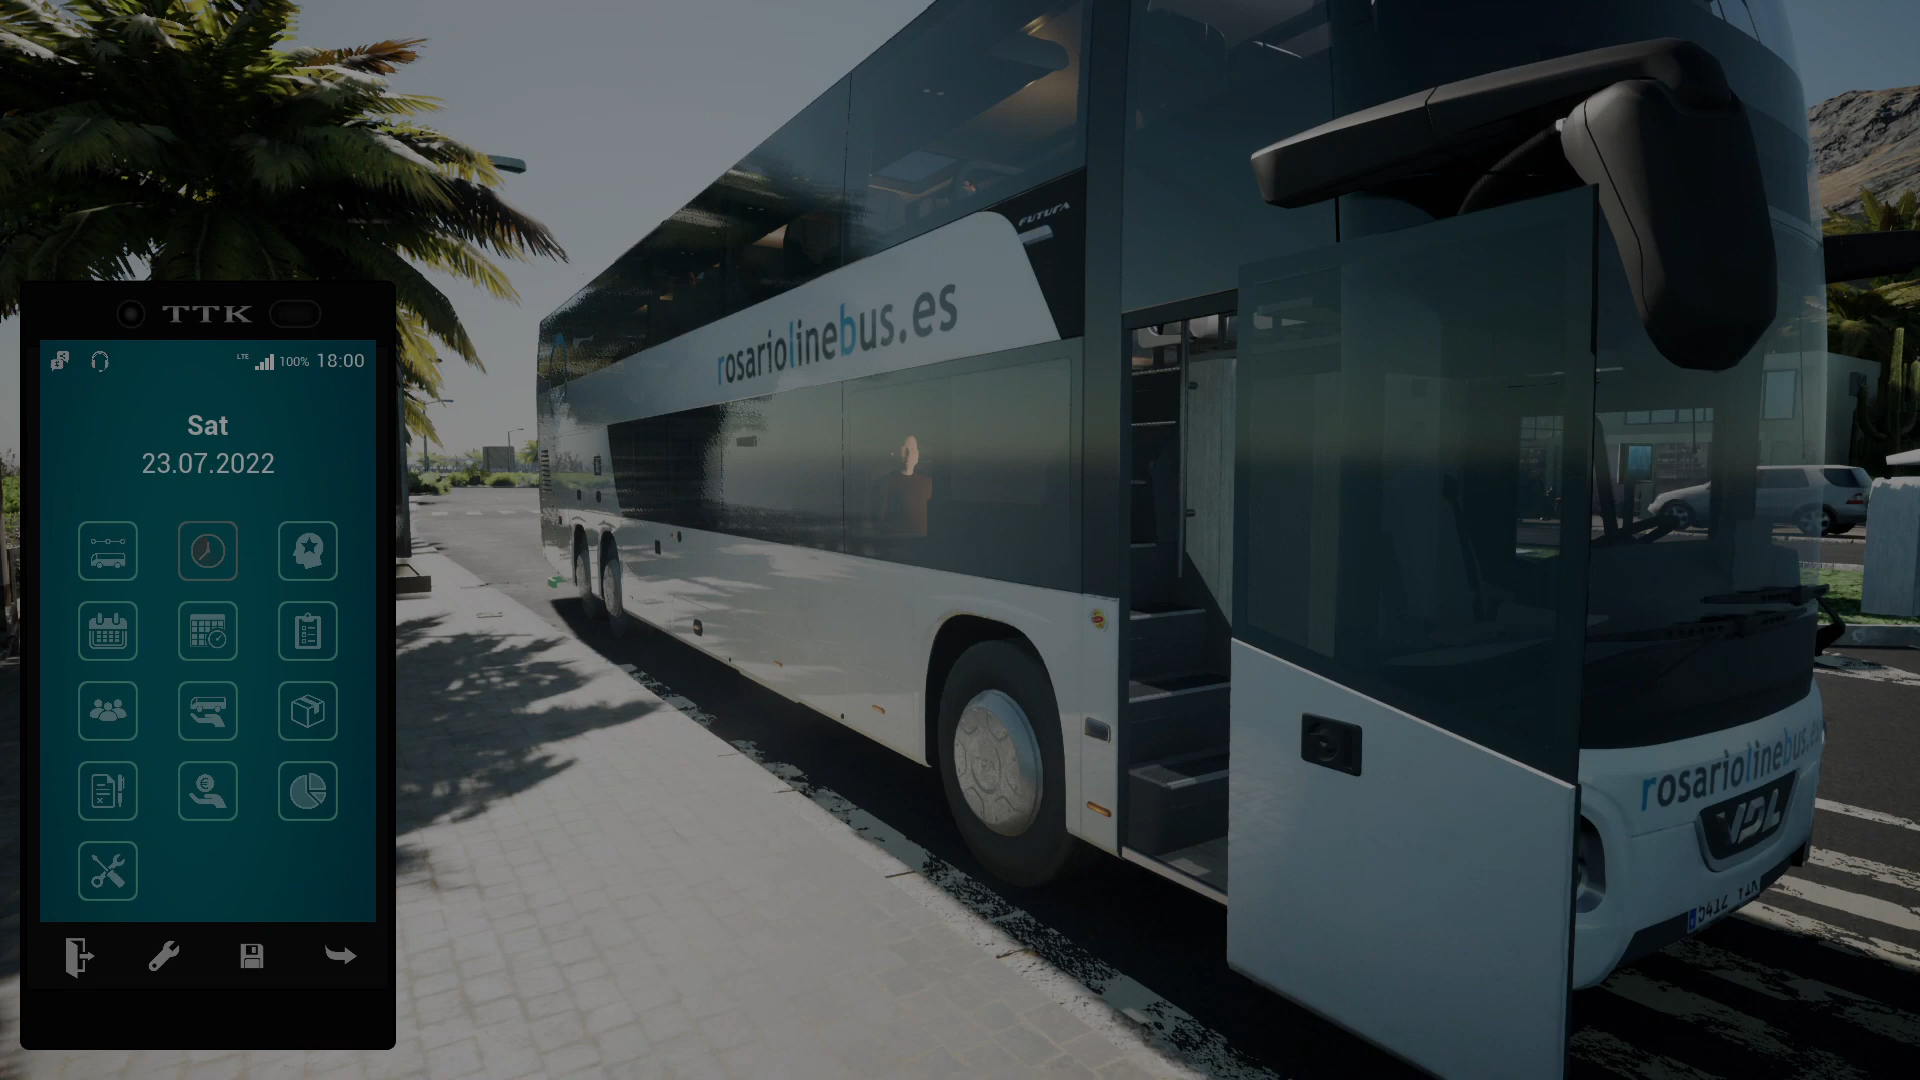 TTK
LTE 100% 18:00
Sat
23.07.2022
FUTURA
rosariolinebus.es
rosariolinebus.es
VDL